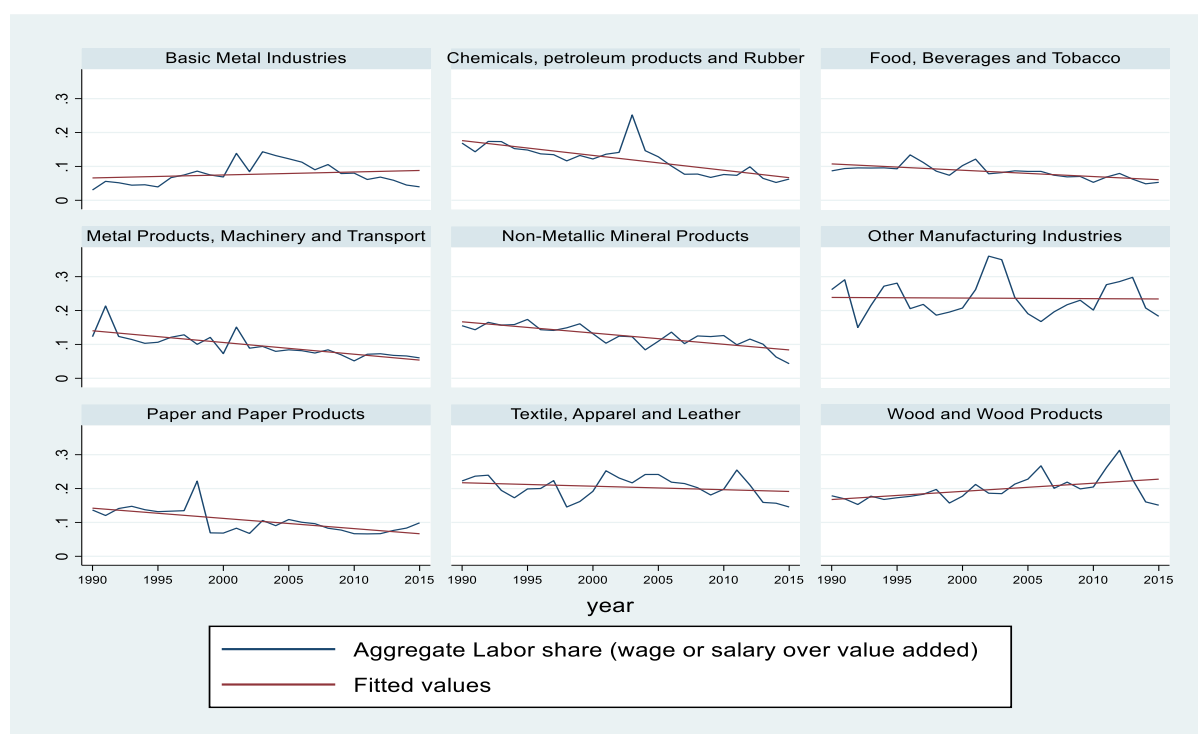 Basic Metal Industries
Chemicals, petroleum products and Rubber
Food, Beverages and Tobacco
.3
.2
.1
0
Metal Products, Machinery and Transport
Non-Metallic Mineral Products
Other Manufacturing Industries
.3
.2
.1
0
Paper and Paper Products
Textile, Apparel and Leather
Wood and Wood Products
.3
.2
.1
0
1990 1995 2000 2005 2010 2015
1990 1995 2000 2005 2010 2015
1990 1995 2000 2005 2010 2015
year
Aggregate Labor share (wage or salary over value added)
Fitted values